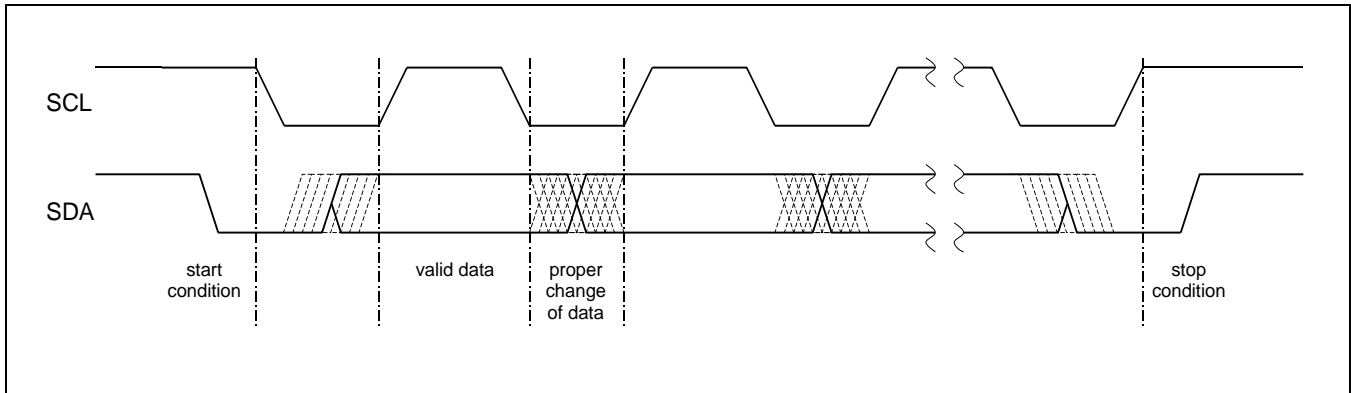 SCL
SDA
start
condition
valid data
proper
change
of data
stop
condition